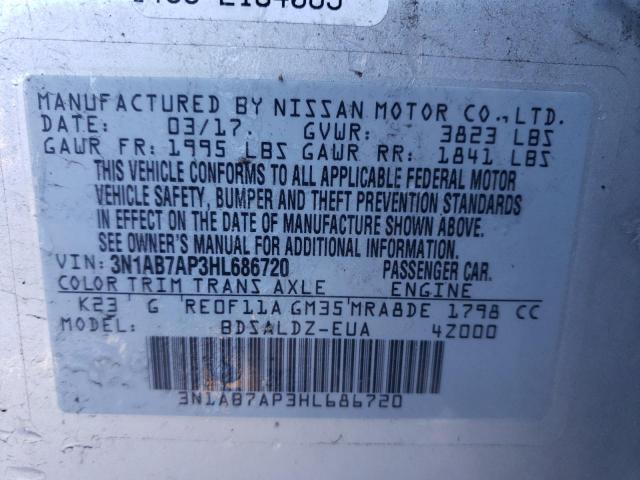 MANUFACTURED BY NISSAN MOTOR CO., LTD.
DATE: 03/17. GVWR: 3823 LBS
GAWR FR: 1995 LBS GAWR RR: 1841 LBS
THIS VEHICLE CONFORMS TO ALL APPLICABLE FEDERAL MOTOR
VEHICLE SAFETY, BUMPER AND THEFT PREVENTION STANDARDS
IN EFFECT ON THE DATE OF MANUFACTURE SHOWN ABOVE.
SEE OWNER'S MANUAL FOR ADDITIONAL INFORMATION
VIN: 3N1AB7AP3HL686720 PASSENGER CAR.
COLOR TRIM TRANS AXLE ENGINE
K23 G RE0F11A GM35 MRA8DE 1798 CC
BDSALDZ-EUA 4Z000
3N1AB7AP3HL686720